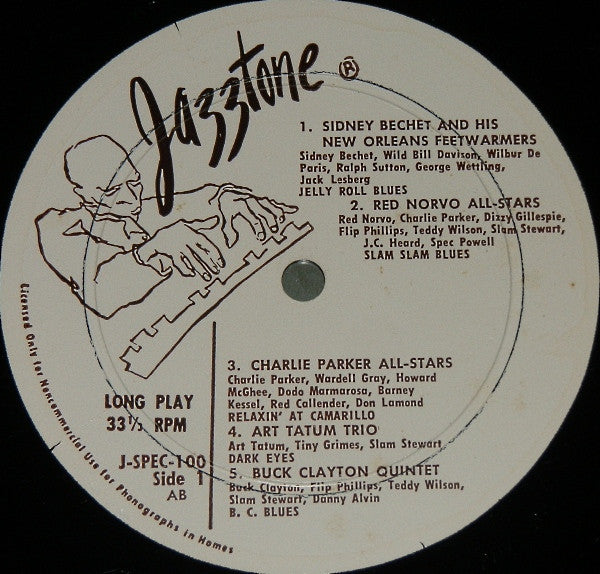 Jazztone ®
1. SIDNEY BECHET AND HIS
NEW ORLEANS FEETWARMERS
Sidney Bechet, Wild Bill Davison, Wilbur De
Paris, Ralph Sutton, George Wettling,
Jack Lesberg
JELLY ROLL BLUES
2. RED NORVO ALL-STARS
Red Norvo, Charlie Parker, Dizzy Gillespie,
Flip Phillips, Teddy Wilson, Slam Stewart,
J.C. Heard, Spec Powell
SLAM SLAM BLUES
3. CHARLIE PARKER ALL-STARS
Charlie Parker, Wardell Gray, Howard
McGhee, Dodo Marmarosa, Barney
Kessel, Red Callender, Don Lamond
RELAXIN' AT CAMARILLO
4. ART TATUM TRIO
Art Tatum, Tiny Grimes, Slam Stewart
DARK EYES
5. BUCK CLAYTON QUINTET
Buck Clayton, Flip Phillips, Teddy Wilson,
Slam Stewart, Danny Alvin
B. C. BLUES
LONG PLAY
33⅓ RPM
J-SPEC-100
Side 1
AB
Licensed Only for Noncommercial Use for Phonographs in Homes